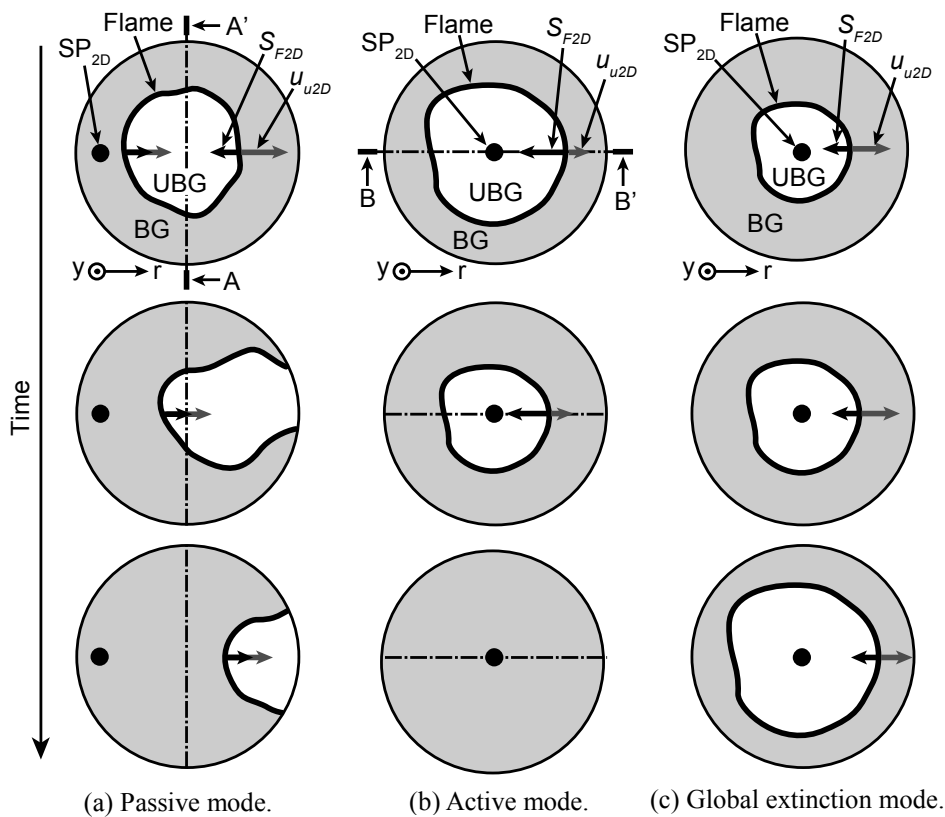 Flame
A'
SP2D
SF2D
uu2D
UBG
BG
y
r
A
Flame
SP2D
SF2D
uu2D
UBG
B
B'
BG
y
r
Flame
SP2D
SF2D
uu2D
UBG
BG
y
r
Time
(a) Passive mode.
(b) Active mode.
(c) Global extinction mode.